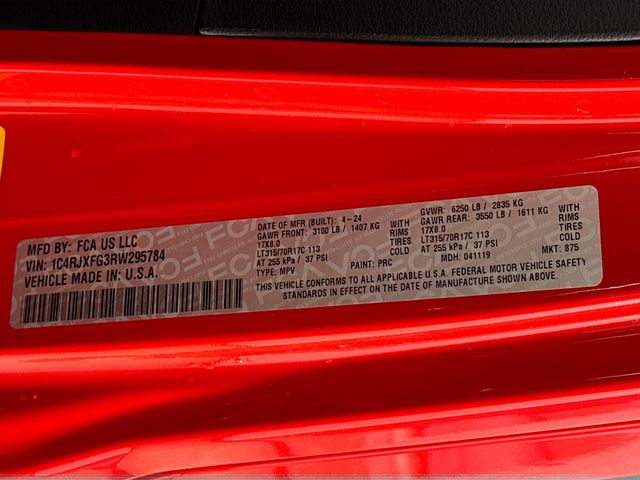 MFD BY: FCA US LLC
VIN: 1C4RJXFG3RW295784
VEHICLE MADE IN U.S.A.
DATE OF MFR (BUILT): 4-24
GAWR FRONT: 3100 LB / 1407 KG WITH
17X8.0 RIMS
LT315/70R17C 113 TIRES
AT 255 kPa / 37 PSI COLD
TYPE: MPV PAINT: PRC
GVWR: 6250 LB / 2835 KG
GAWR REAR: 3550 LB / 1611 KG WITH
17X8.0 RIMS
LT315/70R17C 113 TIRES
AT 255 kPa / 37 PSI COLD
MDH: 041119 MKT: 875
THIS VEHICLE CONFORMS TO ALL APPLICABLE U.S.A. FEDERAL MOTOR VEHICLE SAFETY
STANDARDS IN EFFECT ON THE DATE OF MANUFACTURE SHOWN ABOVE.